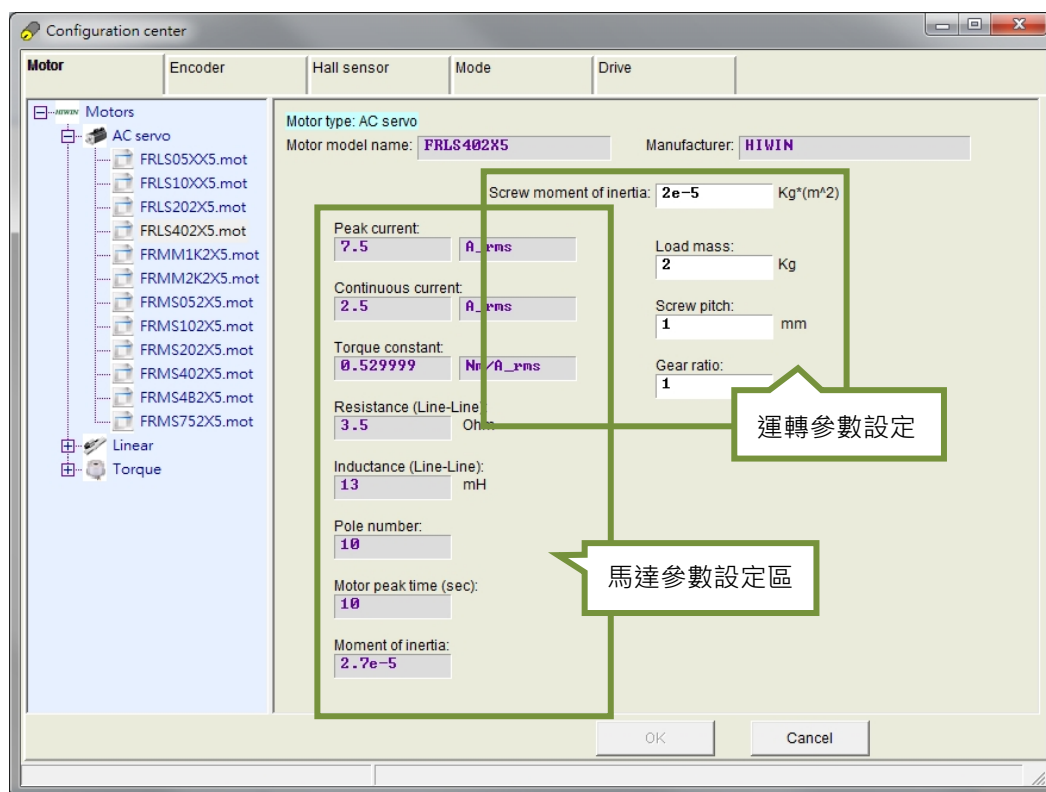 Configuration center
Motor Encoder Hall sensor Mode Drive
HIWIN Motors
AC servo
FRLS05XX5.mot
FRLS10XX5.mot
FRLS202X5.mot
FRLS402X5.mot
FRMM1K2X5.mot
FRMM2K2X5.mot
FRMS052X5.mot
FRMS102X5.mot
FRMS202X5.mot
FRMS402X5.mot
FRMS4B2X5.mot
FRMS752X5.mot
Linear
Torque
Motor type: AC servo
Motor model name: FRLS402X5 Manufacturer: HIWIN
Screw moment of inertia: 2e-5 Kg*(m^2)
Peak current:
7.5 A_rms
Continuous current:
2.5 A_rms
Torque constant:
0.529999 Nm/A_rms
Resistance (Line-Line):
3.5 Ohm
Inductance (Line-Line):
13 mH
Pole number:
10
Motor peak time (sec):
10
Moment of inertia:
2.7e-5
Load mass:
2 Kg
Screw pitch:
1 mm
Gear ratio:
1
運轉參數設定
馬達參數設定區
OK Cancel